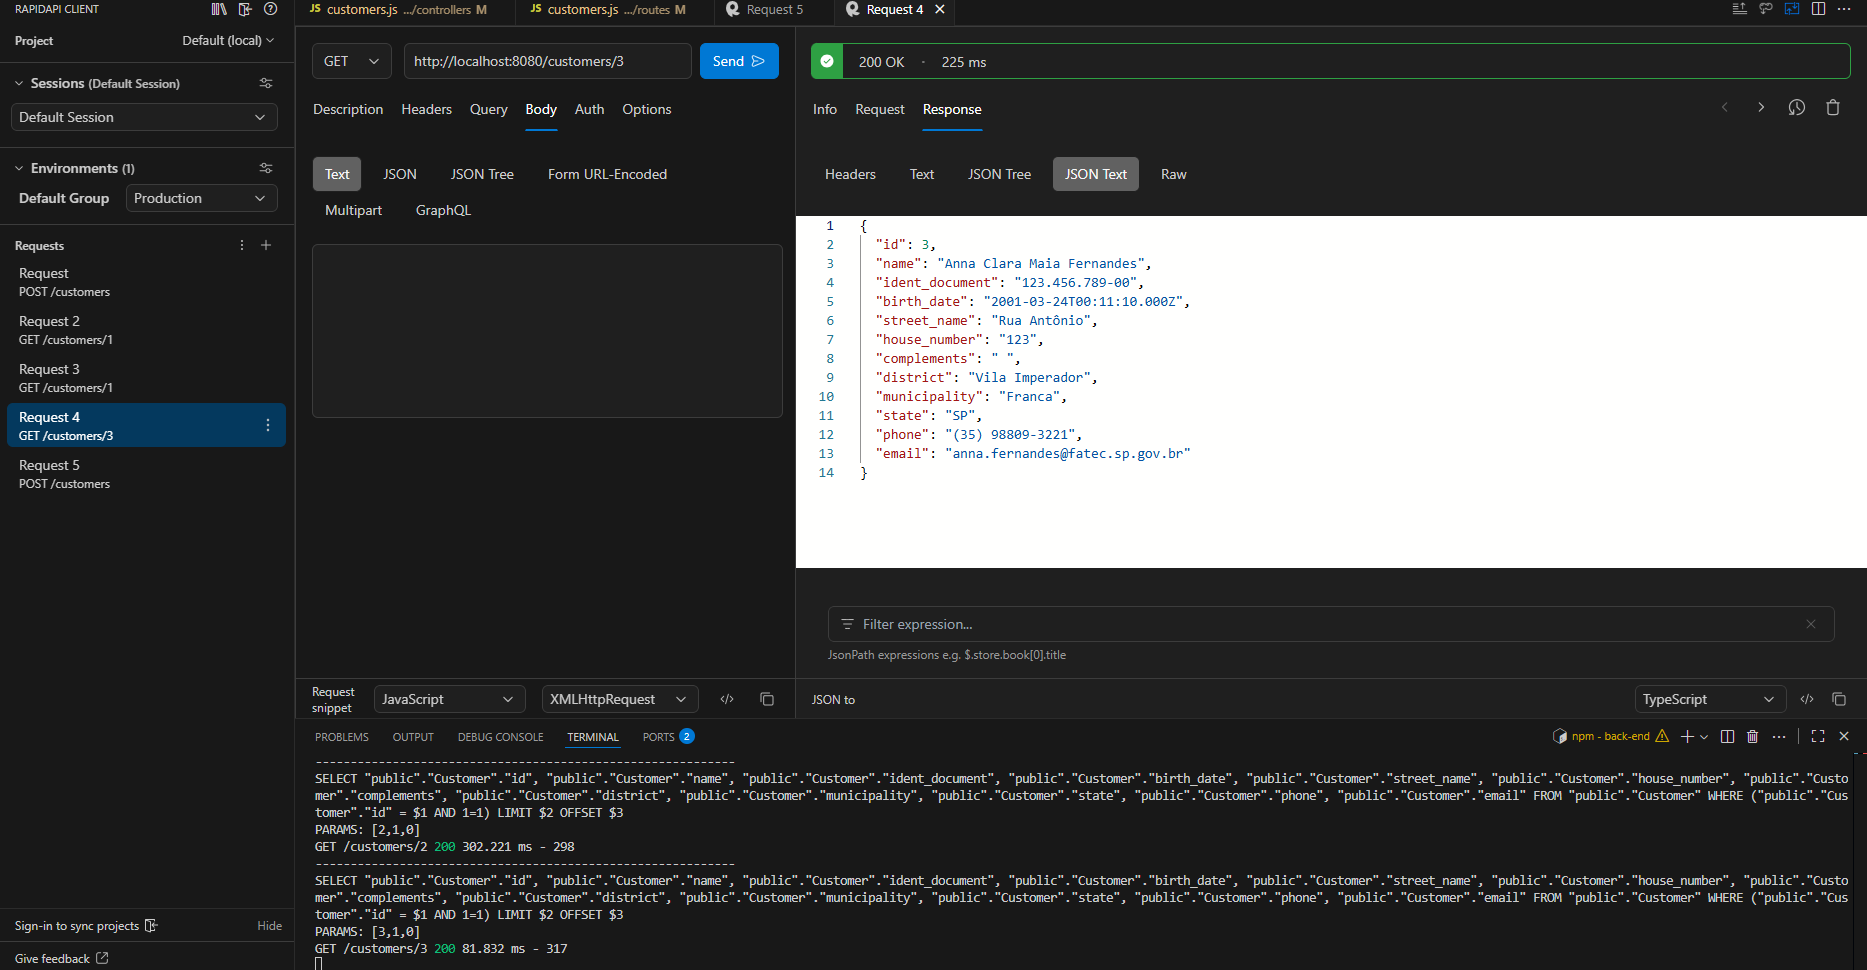 RAPIDAPI CLIENT
Project
Default (local)
Sessions (Default Session)
Default Session
Environments (1)
Default Group
Production
Requests
Request
POST /customers
Request 2
GET /customers/1
Request 3
GET /customers/1
Request 4
GET /customers/3
Request 5
POST /customers
Sign-in to sync projects
Hide
Give feedback
JS customers.js .../controllers M
JS customers.js .../routes M
Request 5
Request 4
GET
http://localhost:8080/customers/3
Send
Description
Headers
Query
Body
Auth
Options
Text
JSON
JSON Tree
Form URL-Encoded
Multipart
GraphQL
Request snippet
JavaScript
XMLHttpRequest
200 OK · 225 ms
Info
Request
Response
Headers
Text
JSON Tree
JSON Text
Raw
1 {
2 "id": 3,
3 "name": "Anna Clara Maia Fernandes",
4 "ident_document": "123.456.789-00",
5 "birth_date": "2001-03-24T00:11:10.000Z",
6 "street_name": "Rua Antônio",
7 "house_number": "123",
8 "complements": " ",
9 "district": "Vila Imperador",
10 "municipality": "Franca",
11 "state": "SP",
12 "phone": "(35) 98809-3221",
13 "email": "anna.fernandes@fatec.sp.gov.br"
14 }
Filter expression...
JsonPath expressions e.g. $.store.book[0].title
JSON to
TypeScript
PROBLEMS
OUTPUT
DEBUG CONSOLE
TERMINAL
PORTS 2
npm - back-end
------------------------------------------------------------
SELECT "public"."Customer"."id", "public"."Customer"."name", "public"."Customer"."ident_document", "public"."Customer"."birth_date", "public"."Customer"."street_name", "public"."Customer"."house_number", "public"."Custo
mer"."complements", "public"."Customer"."district", "public"."Customer"."municipality", "public"."Customer"."state", "public"."Customer"."phone", "public"."Customer"."email" FROM "public"."Customer" WHERE ("public"."Cus
tomer"."id" = $1 AND 1=1) LIMIT $2 OFFSET $3
PARAMS: [2,1,0]
GET /customers/2 200 302.221 ms - 298
------------------------------------------------------------
SELECT "public"."Customer"."id", "public"."Customer"."name", "public"."Customer"."ident_document", "public"."Customer"."birth_date", "public"."Customer"."street_name", "public"."Customer"."house_number", "public"."Custo
mer"."complements", "public"."Customer"."district", "public"."Customer"."municipality", "public"."Customer"."state", "public"."Customer"."phone", "public"."Customer"."email" FROM "public"."Customer" WHERE ("public"."Cus
tomer"."id" = $1 AND 1=1) LIMIT $2 OFFSET $3
PARAMS: [3,1,0]
GET /customers/3 200 81.832 ms - 317